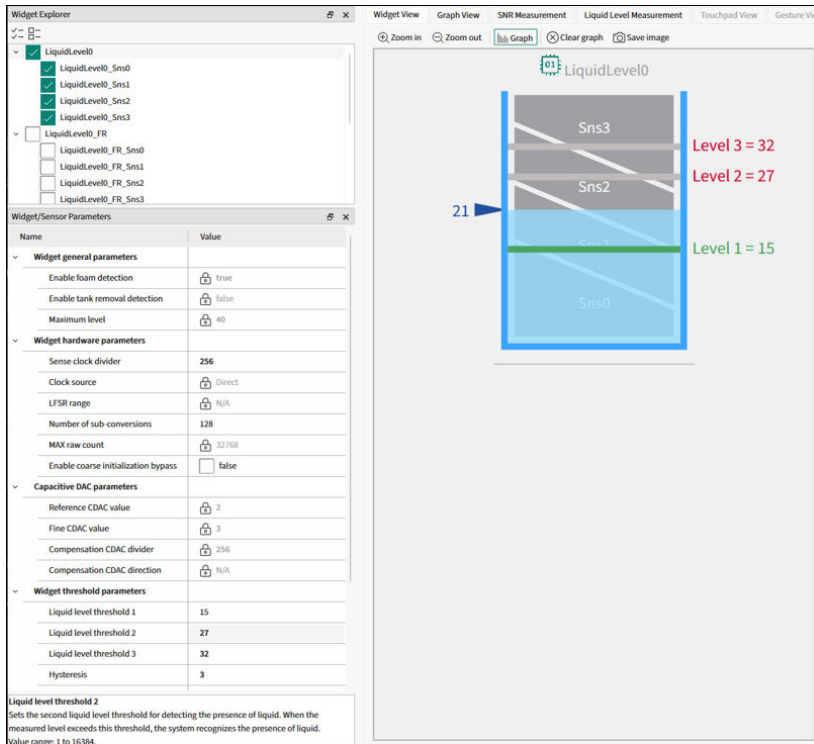 Widget Explorer
LiquidLevel0
LiquidLevel0_Sns0
LiquidLevel0_Sns1
LiquidLevel0_Sns2
LiquidLevel0_Sns3
LiquidLevel0_FR
LiquidLevel0_FR_Sns0
LiquidLevel0_FR_Sns1
LiquidLevel0_FR_Sns2
LiquidLevel0_FR_Sns3
Widget/Sensor Parameters
Name Value
Widget general parameters
Enable foam detection true
Enable tank removal detection false
Maximum level 40
Widget hardware parameters
Sense clock divider 256
Clock source Direct
LFSR range N/A
Number of sub-conversions 128
MAX raw count 32768
Enable coarse initialization bypass false
Capacitive DAC parameters
Reference CDAC value 2
Fine CDAC value 3
Compensation CDAC divider 256
Compensation CDAC direction N/A
Widget threshold parameters
Liquid level threshold 1 15
Liquid level threshold 2 27
Liquid level threshold 3 32
Hysteresis 3
Liquid level threshold 2
Sets the second liquid level threshold for detecting the presence of liquid. When the
measured level exceeds this threshold, the system recognizes the presence of liquid.
Value range: 1 to 16384.
Widget View Graph View SNR Measurement Liquid Level Measurement Touchpad View Gesture Vi
Zoom in Zoom out Graph Clear graph Save image
01 LiquidLevel0
Sns3
Level 3 = 32
Level 2 = 27
Sns2
21
Sns1
Level 1 = 15
Sns0